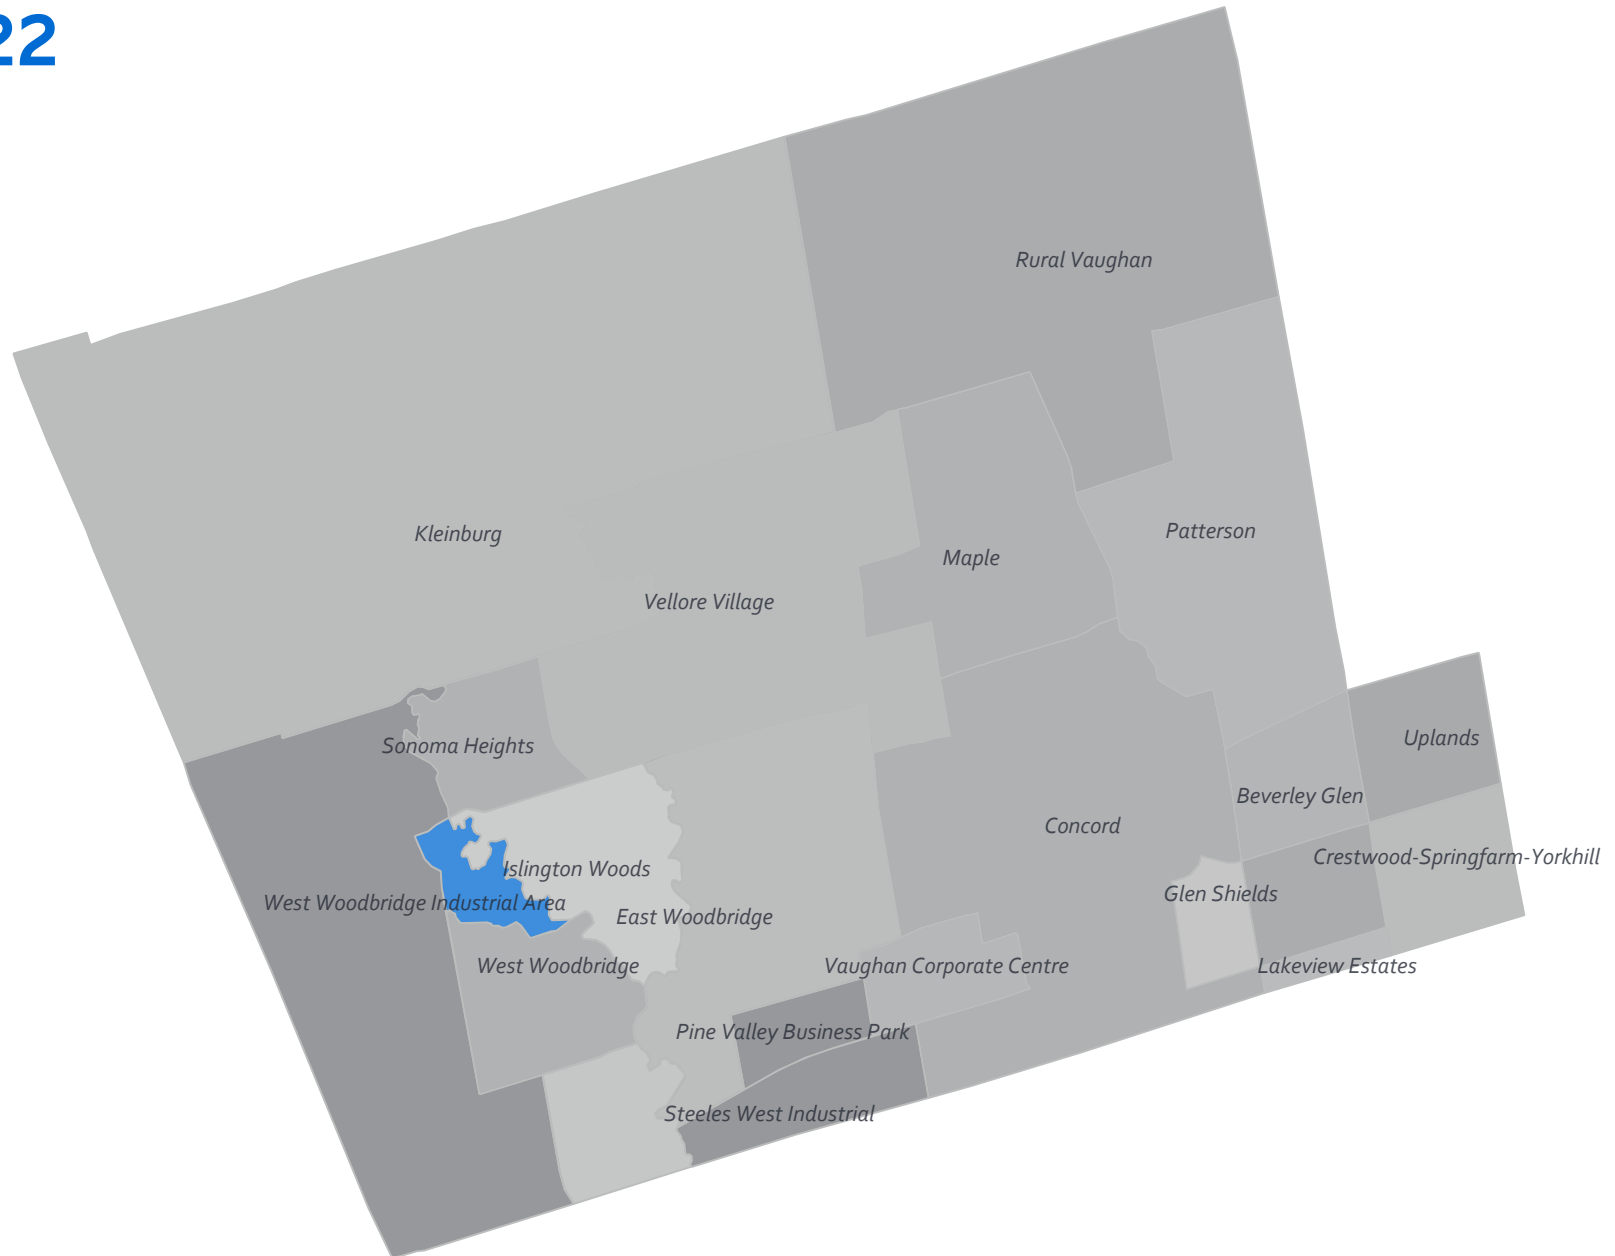 22
Rural Vaughan
Kleinburg
Patterson
Maple
Vellore Village
Sonoma Heights
Uplands
Beverley Glen
Concord
Crestwood-Springfarm-Yorkhill
Islington Woods
Glen Shields
West Woodbridge Industrial Area
East Woodbridge
West Woodbridge
Vaughan Corporate Centre
Lakeview Estates
Pine Valley Business Park
Steeles West Industrial